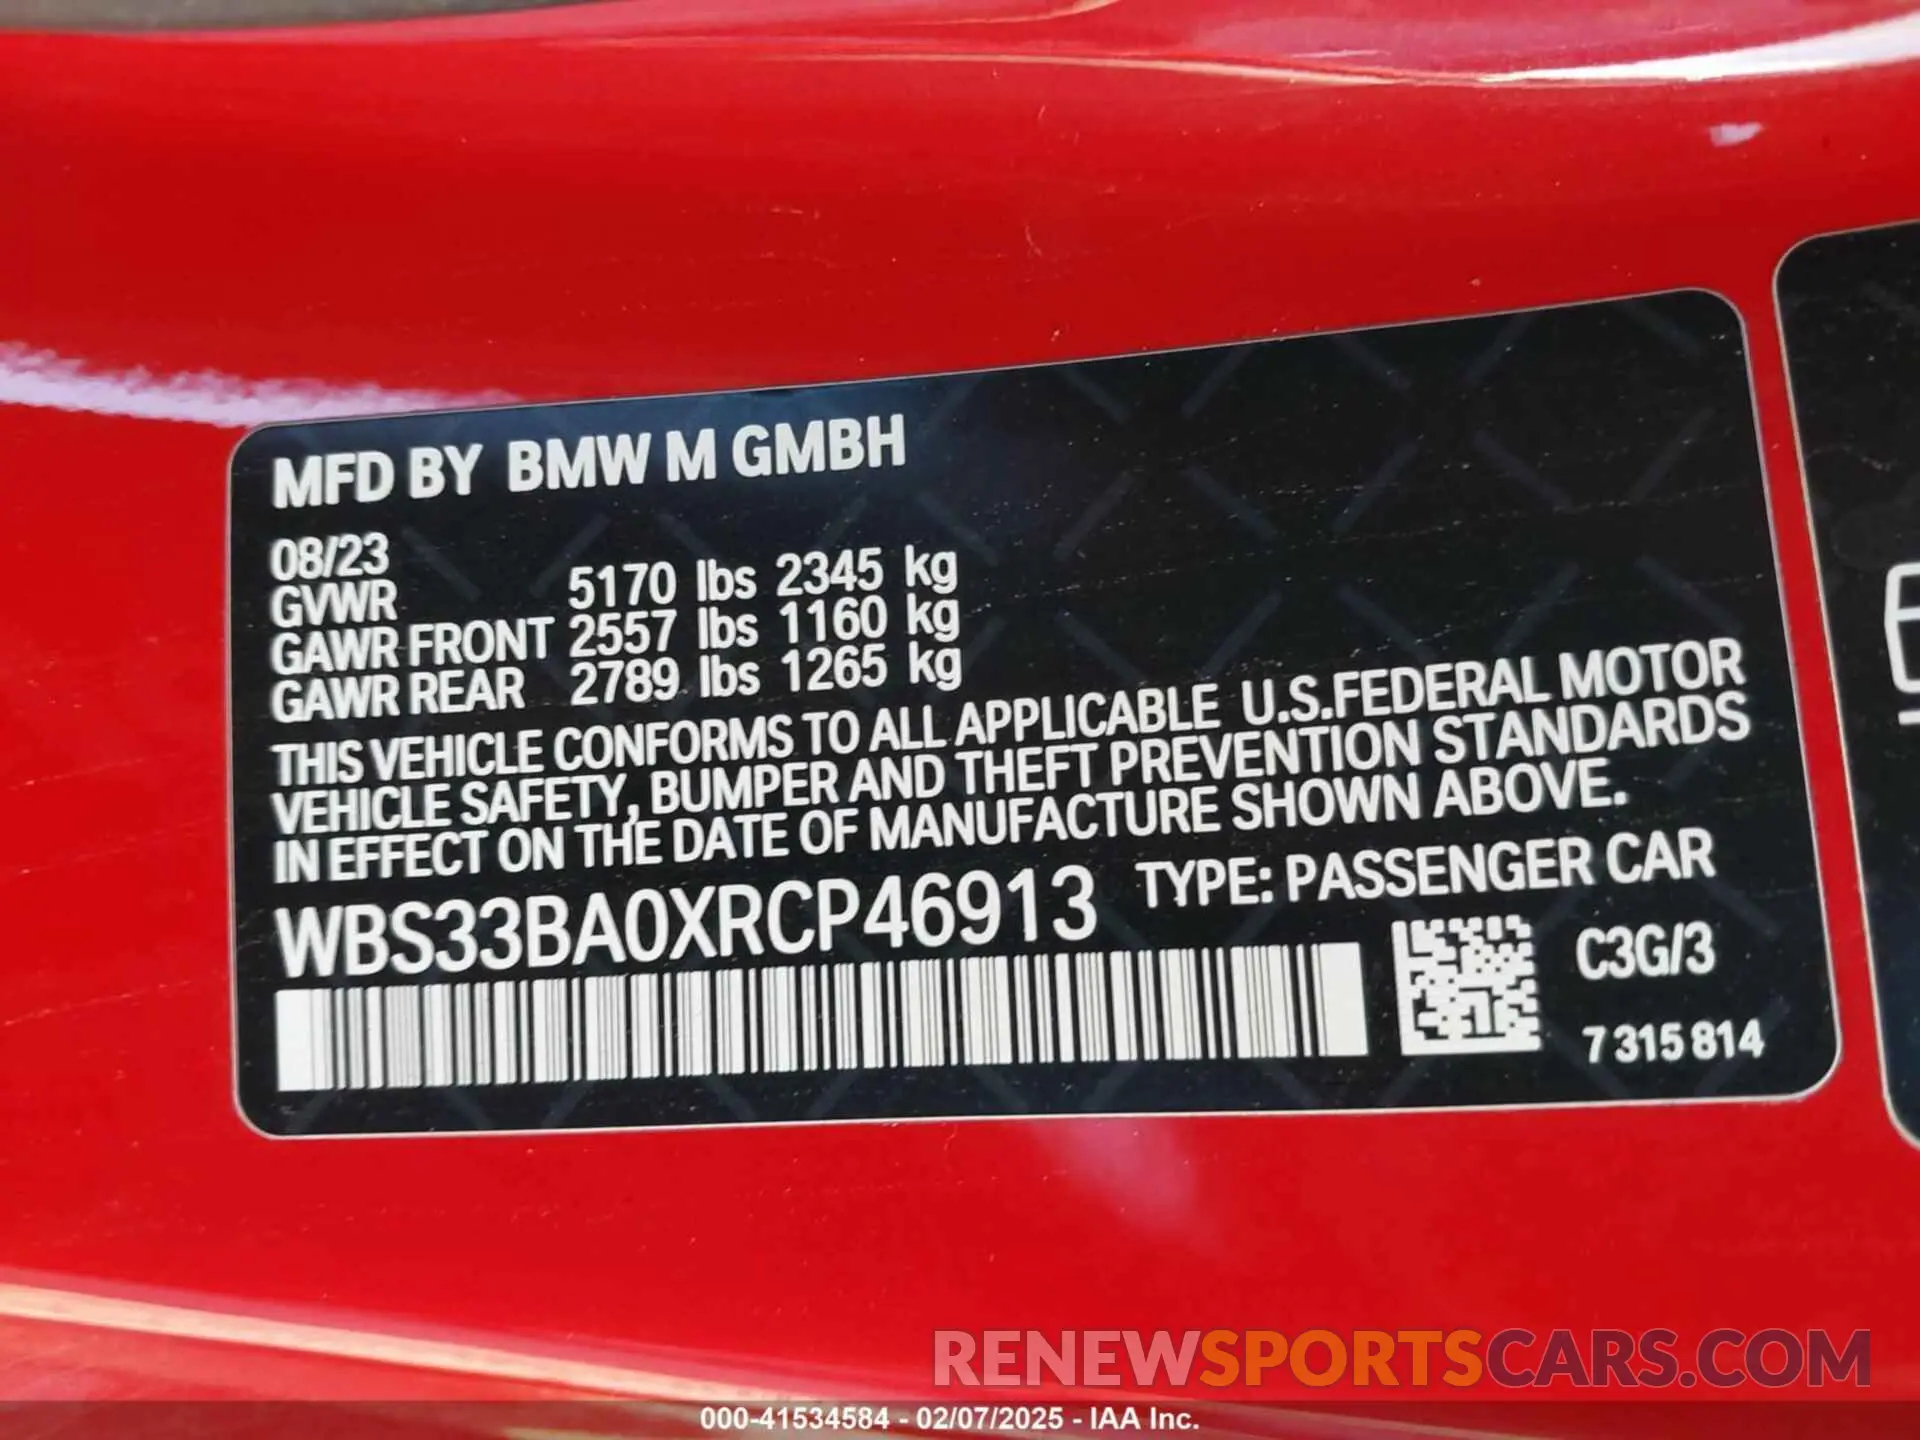 MFD BY BMW M GMBH
08/23
GVWR 5170 lbs 2345 kg
GAWR FRONT 2557 lbs 1160 kg
GAWR REAR 2789 lbs 1265 kg
THIS VEHICLE CONFORMS TO ALL APPLICABLE U.S.FEDERAL MOTOR
VEHICLE SAFETY, BUMPER AND THEFT PREVENTION STANDARDS
IN EFFECT ON THE DATE OF MANUFACTURE SHOWN ABOVE.
WBS33BA0XRCP46913 TYPE: PASSENGER CAR
C3G/3
7 315 814
RENEWSPORTSCARS.COM
000-41534584 - 02/07/2025 - IAA Inc.